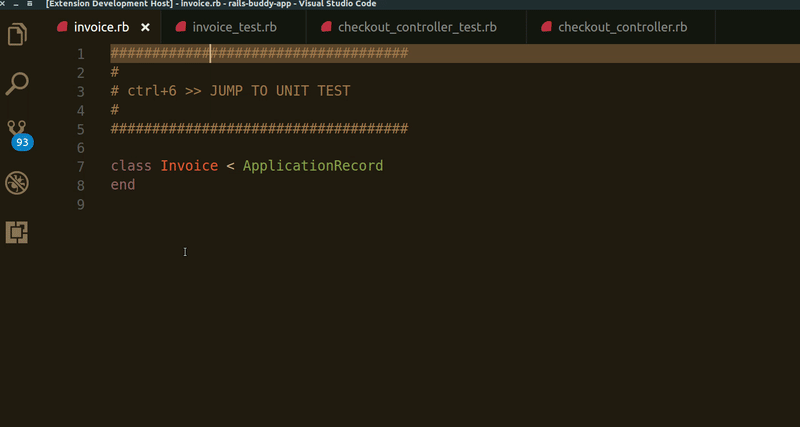 [Extension Development Host] - invoice.rb - rails-buddy-app - Visual Studio Code
invoice.rb invoice_test.rb checkout_controller_test.rb checkout_controller.rb
1 ####################################
2 #
3 # ctrl+6 >> JUMP TO UNIT TEST
4 #
5 ####################################
6
7 class Invoice < ApplicationRecord
8 end
9
93